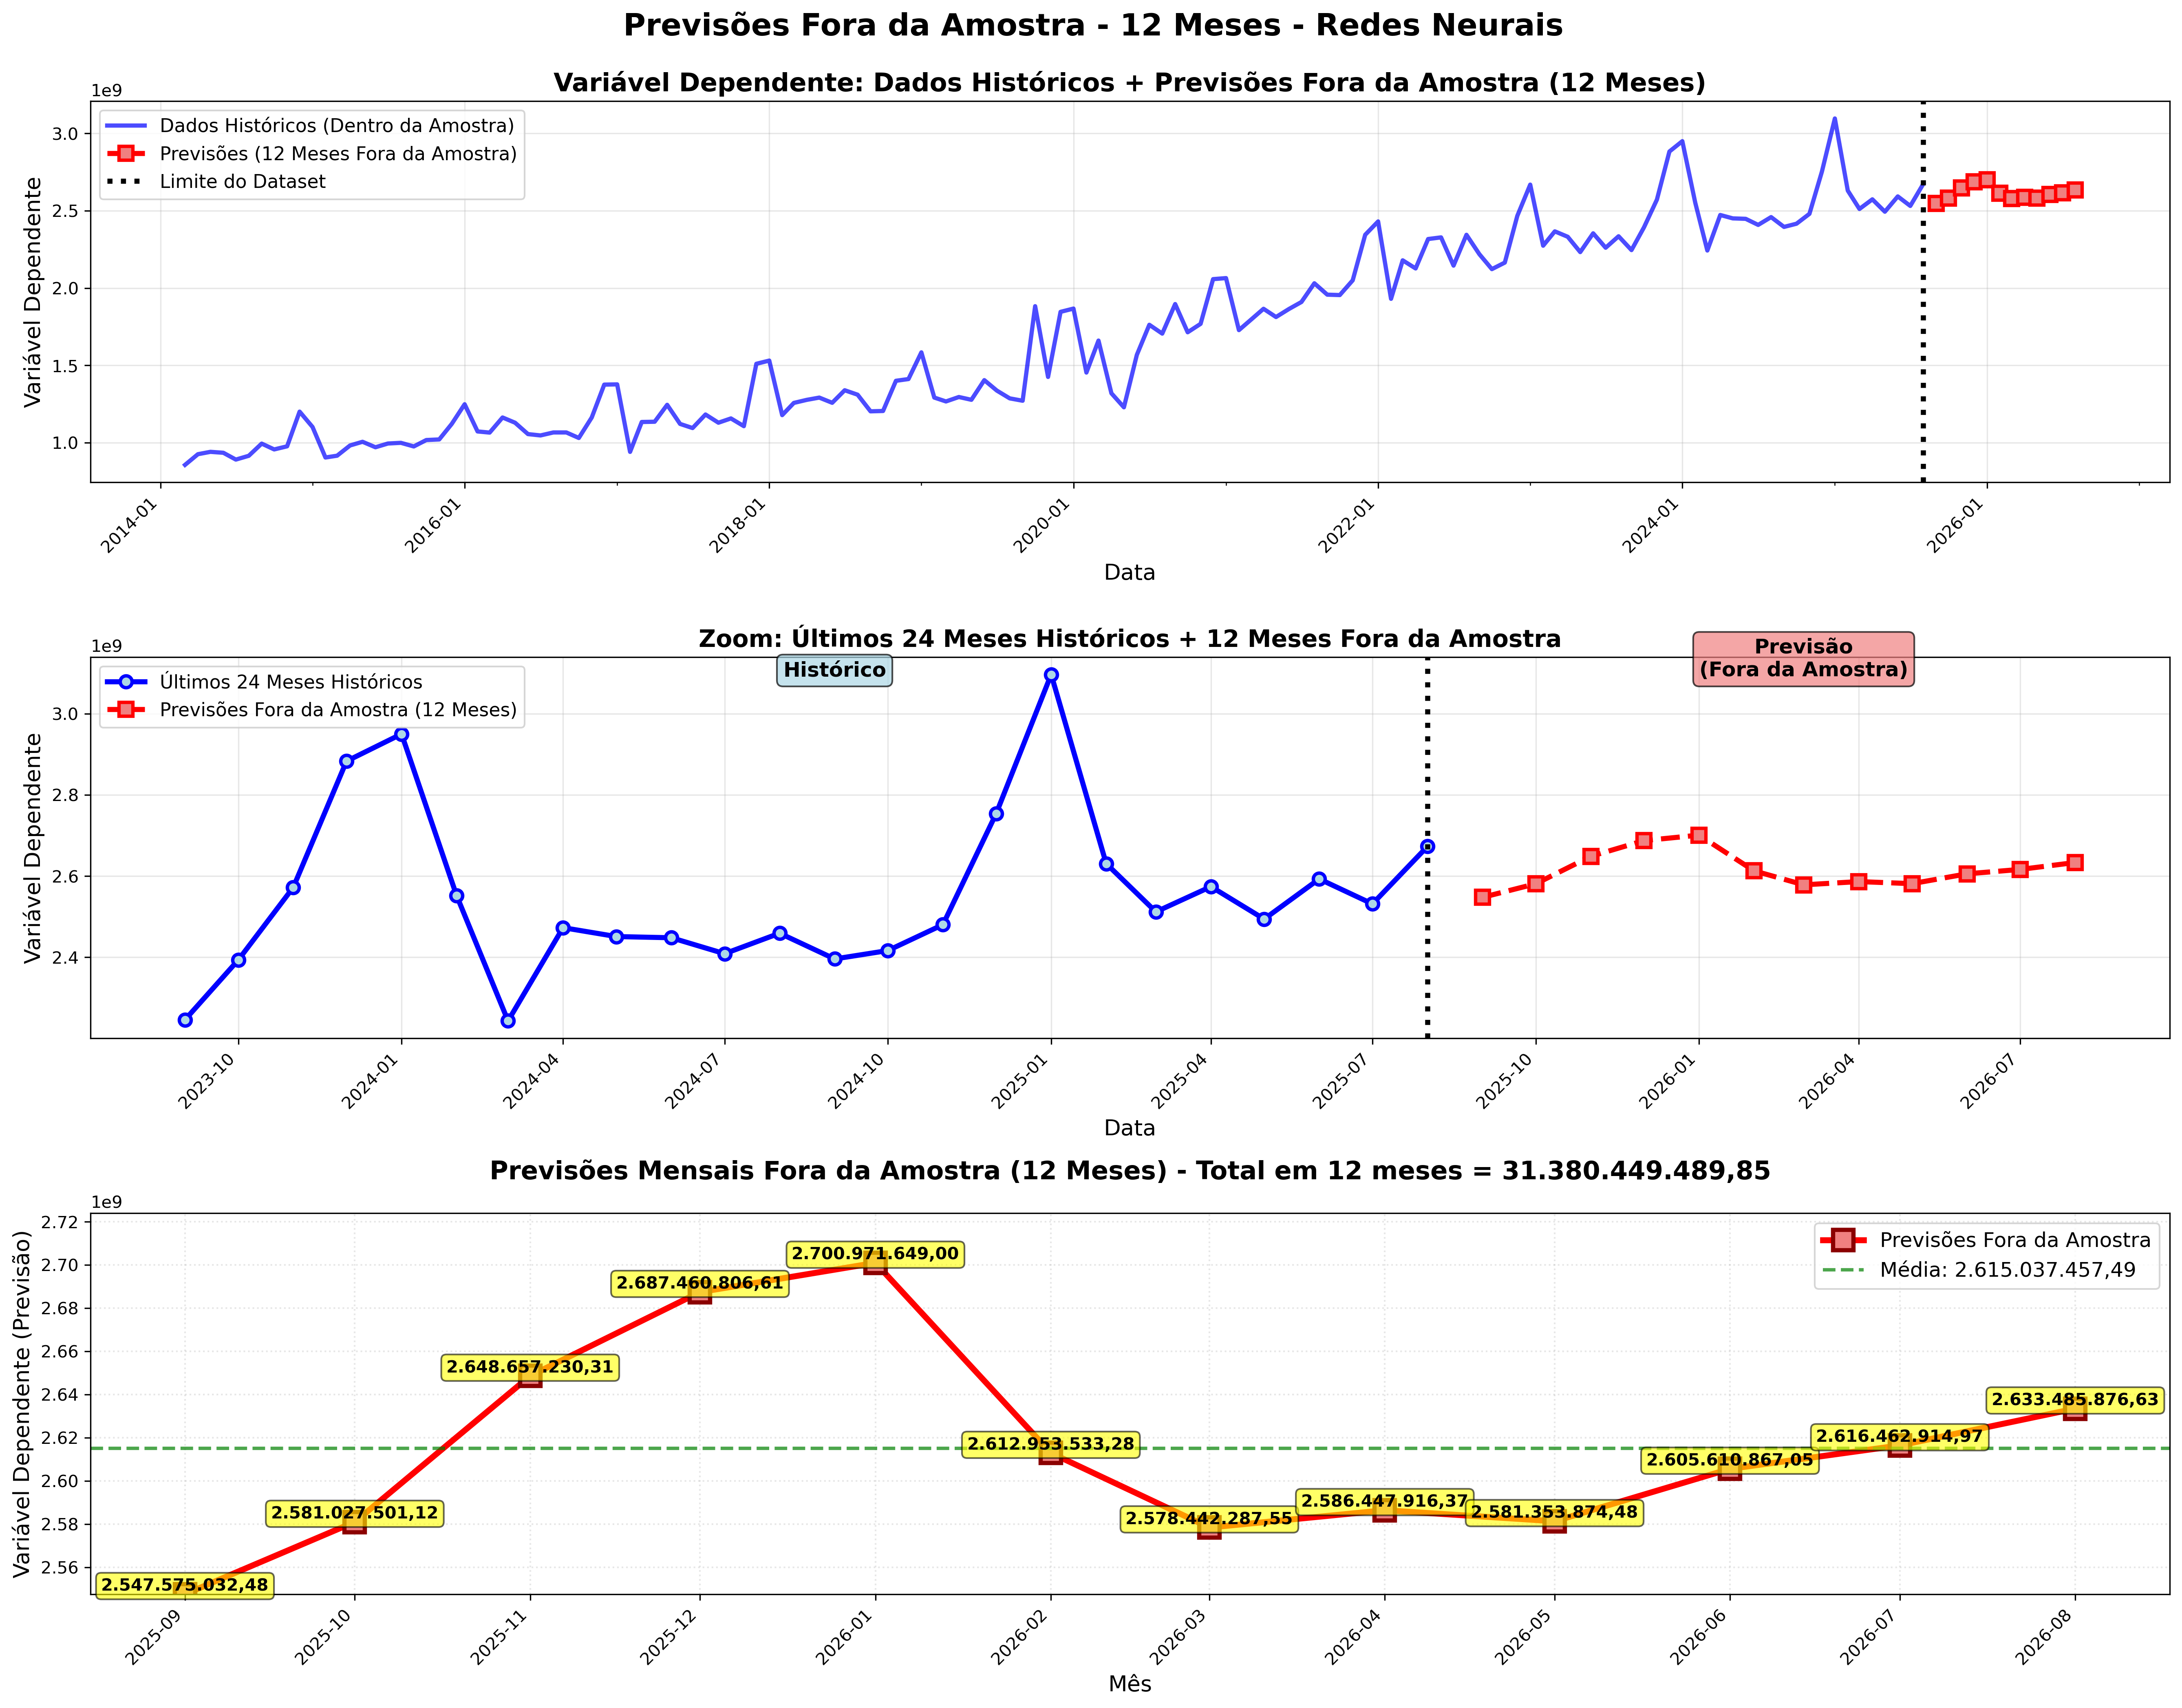 Previsões Fora da Amostra - 12 Meses - Redes Neurais
Variável Dependente: Dados Históricos + Previsões Fora da Amostra (12 Meses)
1e9
Dados Históricos (Dentro da Amostra)
Previsões (12 Meses Fora da Amostra)
Limite do Dataset
Variável Dependente
3.0
2.5
2.0
1.5
1.0
2014-01
2016-01
2018-01
2020-01
2022-01
2024-01
2026-01
Data
Zoom: Últimos 24 Meses Históricos + 12 Meses Fora da Amostra
1e9
Últimos 24 Meses Históricos
Previsões Fora da Amostra (12 Meses)
Histórico
Previsão
(Fora da Amostra)
Variável Dependente
3.0
2.8
2.6
2.4
2023-10
2024-01
2024-04
2024-07
2024-10
2025-01
2025-04
2025-07
2025-10
2026-01
2026-04
2026-07
Data
Previsões Mensais Fora da Amostra (12 Meses) - Total em 12 meses = 31.380.449.489,85
1e9
Previsões Fora da Amostra
Média: 2.615.037.457,49
Variável Dependente (Previsão)
2.72
2.70
2.68
2.66
2.64
2.62
2.60
2.58
2.56
2.547.575.032,48
2.581.027.501,12
2.648.657.230,31
2.687.460.806,61
2.700.971.649,00
2.612.953.533,28
2.578.442.287,55
2.586.447.916,37
2.581.353.874,48
2.605.610.867,05
2.616.462.914,97
2.633.485.876,63
2025-09
2025-10
2025-11
2025-12
2026-01
2026-02
2026-03
2026-04
2026-05
2026-06
2026-07
2026-08
Mês